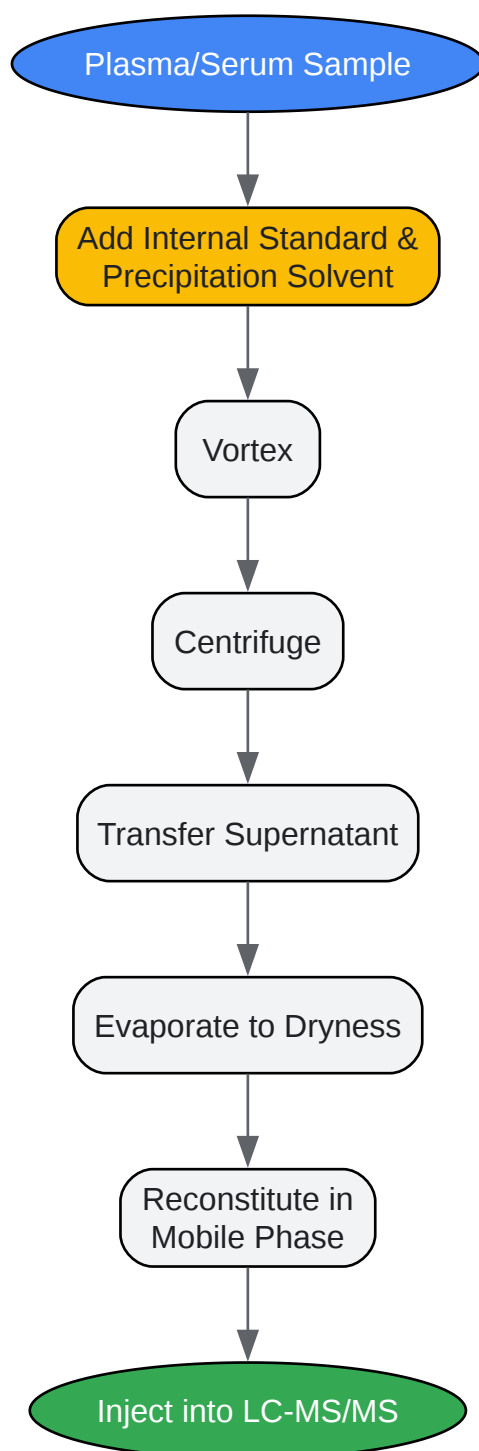 Plasma/Serum Sample
Add Internal Standard &
Precipitation Solvent
Vortex
Centrifuge
Transfer Supernatant
Evaporate to Dryness
Reconstitute in
Mobile Phase
Inject into LC-MS/MS